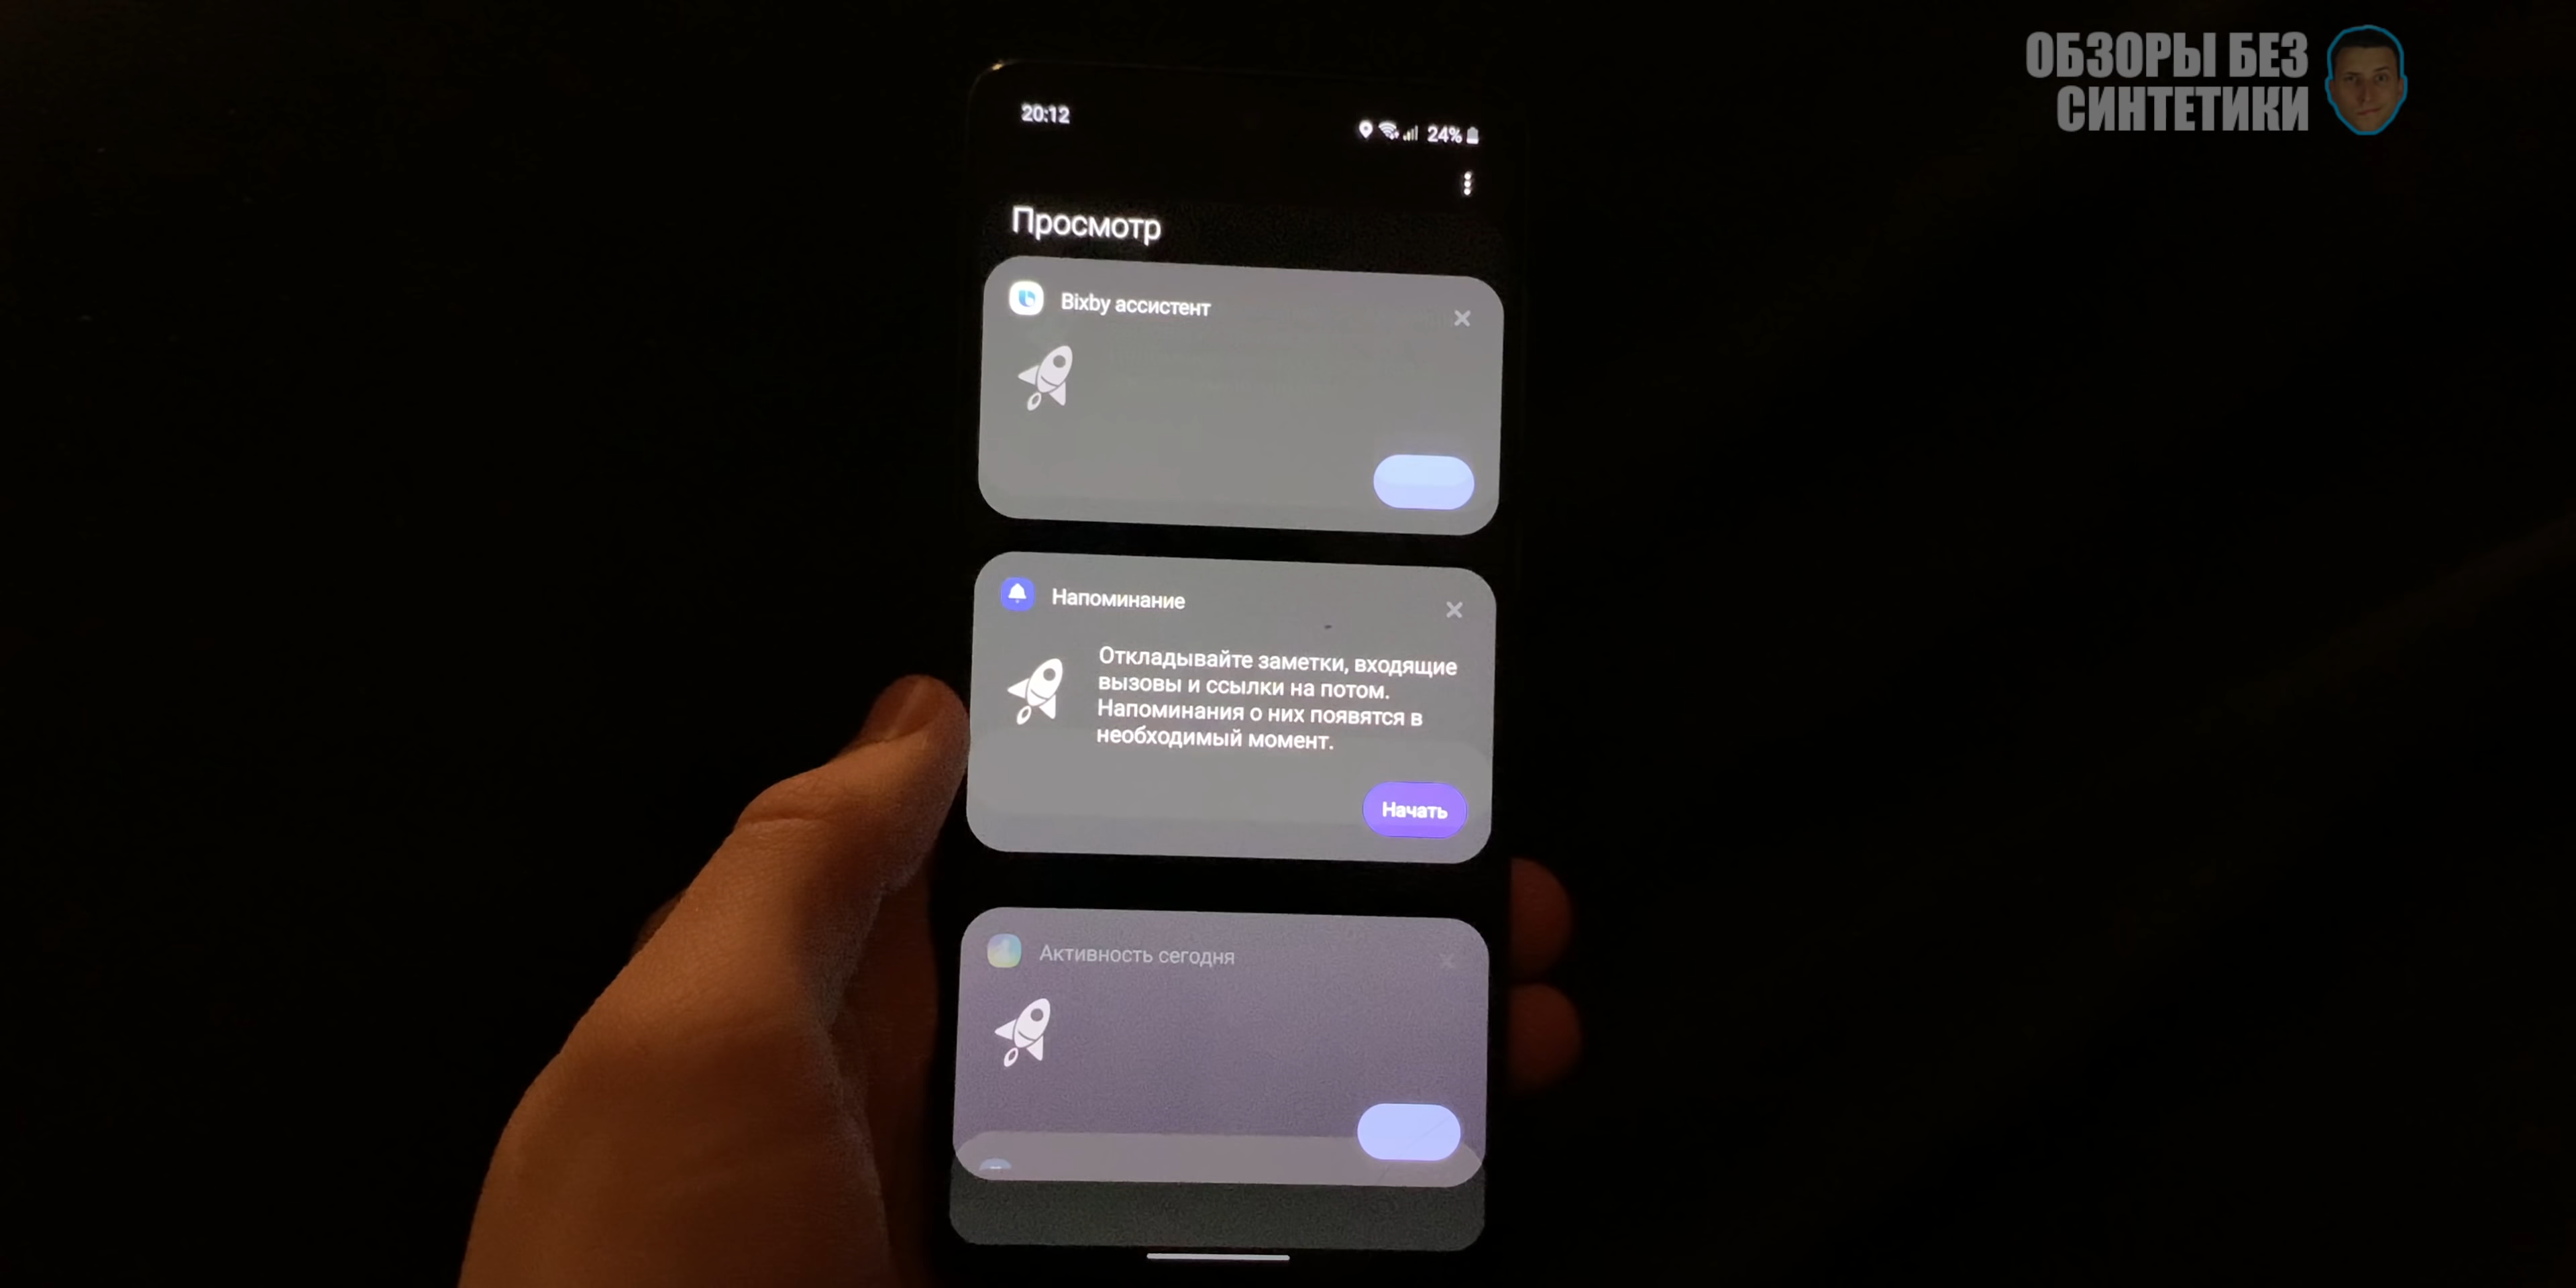 ОБЗОРЫ БЕЗ
СИНТЕТИКИ
20:12
24%
Просмотр
Bixby ассистент
Напоминание
Откладывайте заметки, входящие
вызовы и ссылки на потом.
Напоминания о них появятся в
необходимый момент.
Начать
Активность сегодня